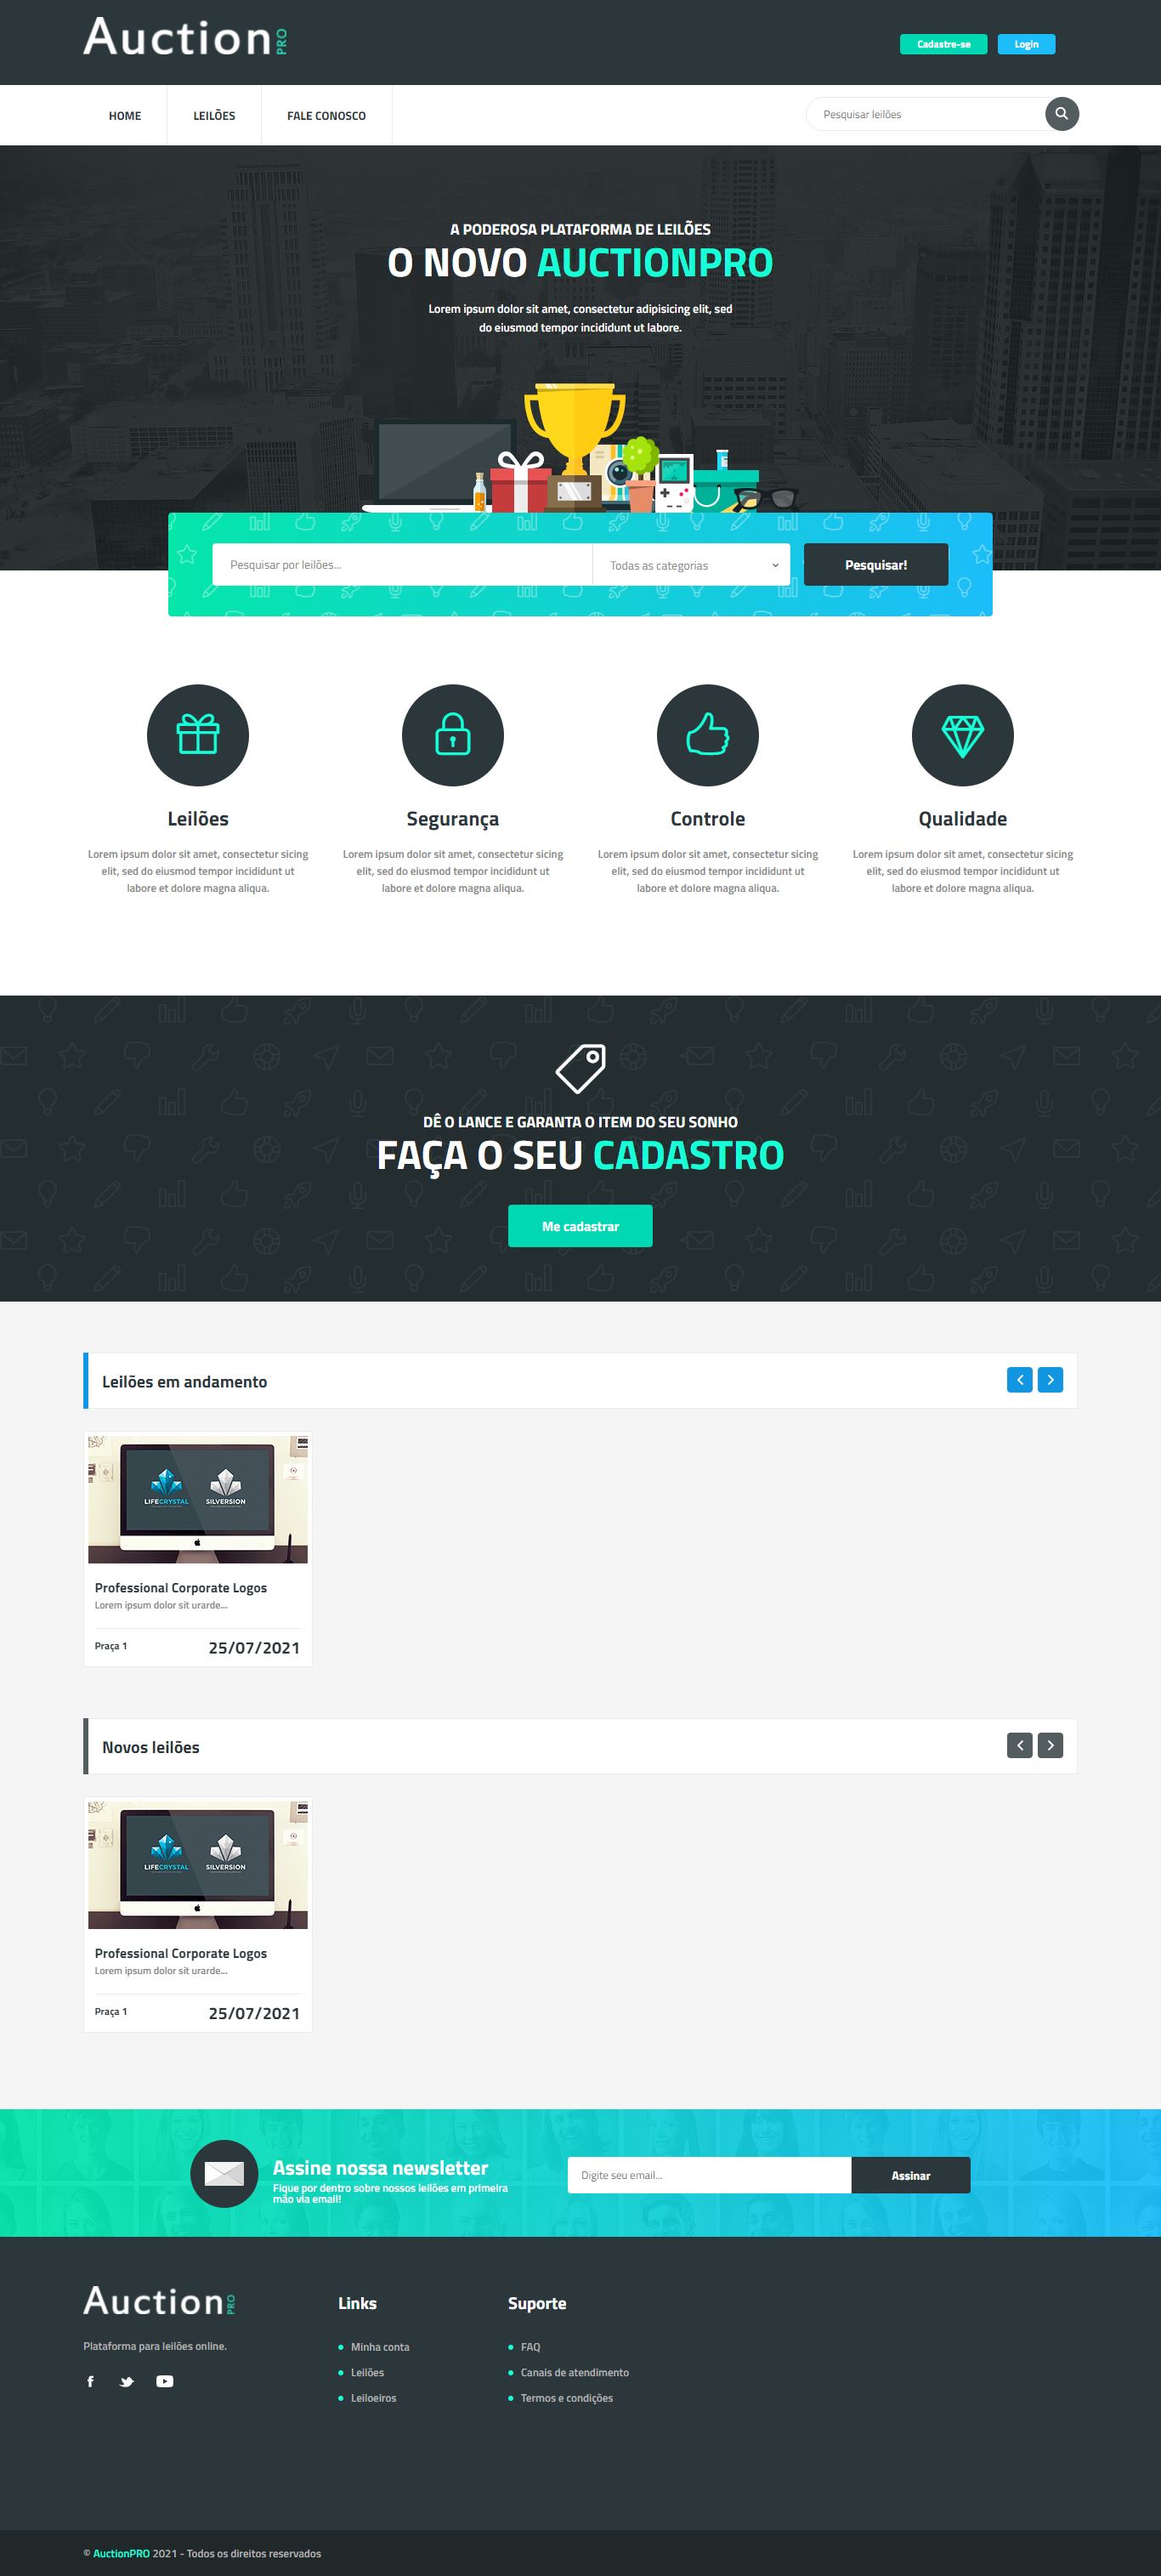 Auction PRO
Cadastre-se Login
HOME LEILÕES FALE CONOSCO Pesquisar leilões
A PODEROSA PLATAFORMA DE LEILÕES
O NOVO AUCTIONPRO
Lorem ipsum dolor sit amet, consectetur adipisicing elit, sed
do eiusmod tempor incididunt ut labore.
Pesquisar por leilões... Todas as categorias Pesquisar!
Leilões
Lorem ipsum dolor sit amet, consectetur sicing
elit, sed do eiusmod tempor incididunt ut
labore et dolore magna aliqua.
Segurança
Lorem ipsum dolor sit amet, consectetur sicing
elit, sed do eiusmod tempor incididunt ut
labore et dolore magna aliqua.
Controle
Lorem ipsum dolor sit amet, consectetur sicing
elit, sed do eiusmod tempor incididunt ut
labore et dolore magna aliqua.
Qualidade
Lorem ipsum dolor sit amet, consectetur sicing
elit, sed do eiusmod tempor incididunt ut
labore et dolore magna aliqua.
DÊ O LANCE E GARANTA O ITEM DO SEU SONHO
FAÇA O SEU CADASTRO
Me cadastrar
Leilões em andamento
LIFECRYSTAL SILVERSION
Professional Corporate Logos
Lorem ipsum dolor sit urarde...
Praça 1 25/07/2021
Novos leilões
LIFECRYSTAL SILVERSION
Professional Corporate Logos
Lorem ipsum dolor sit urarde...
Praça 1 25/07/2021
Assine nossa newsletter
Fique por dentro sobre nossos leilões em primeira
mão via email!
Digite seu email... Assinar
Auction PRO
Plataforma para leilões online.
Links
Minha conta
Leilões
Leiloeiros
Suporte
FAQ
Canais de atendimento
Termos e condições
© AuctionPRO 2021 - Todos os direitos reservados